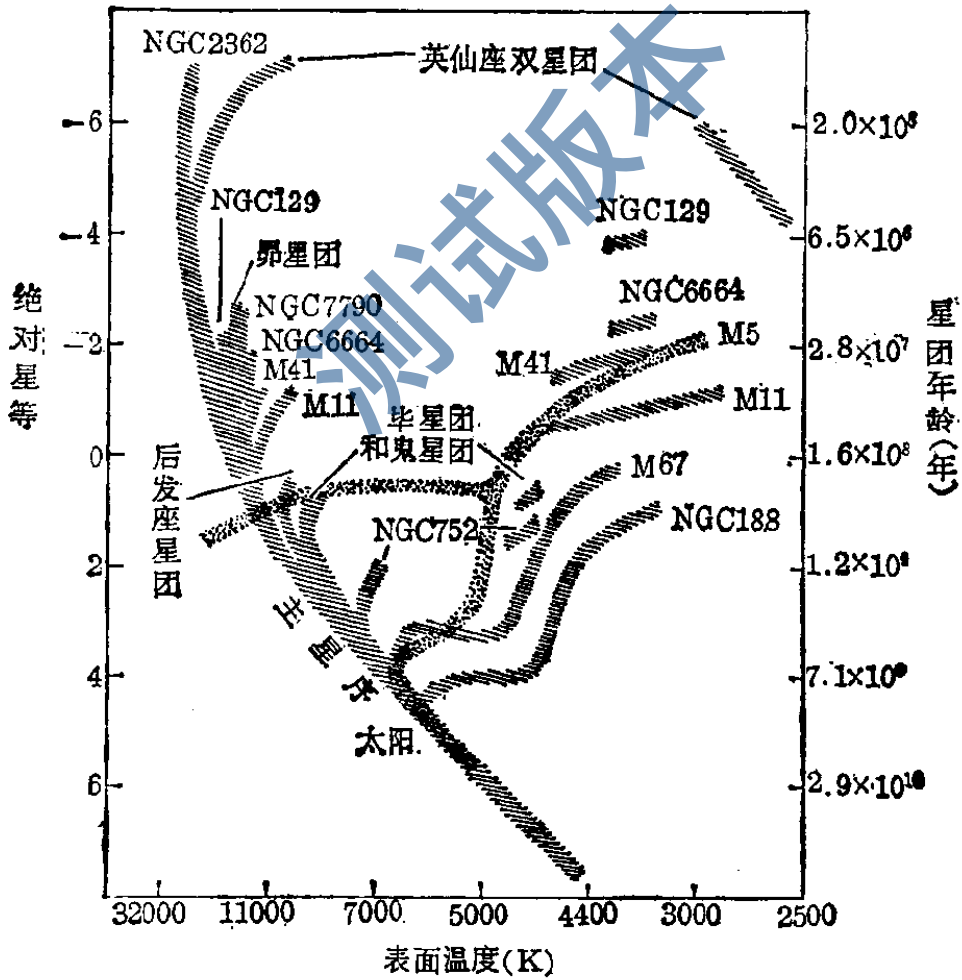 NGC2362
英仙座双星团
-6
2.0×10⁶
NGC129
NGC129
-4
6.5×10⁶
昴星团
NGC7790
NGC6664
NGC6664
M5
-2
2.8×10⁷
M41
M41
M11
M11
毕星团
和鬼星团
0
1.6×10⁸
M67
后发座星团
NGC752
NGC188
2
1.2×10⁹
主星序
4
7.1×10⁹
太阳
6
2.9×10¹⁰
32000 11000 7000 5000 4400 3000 2500
表面温度(K)
绝对星等
星团年龄(年)
测试版本